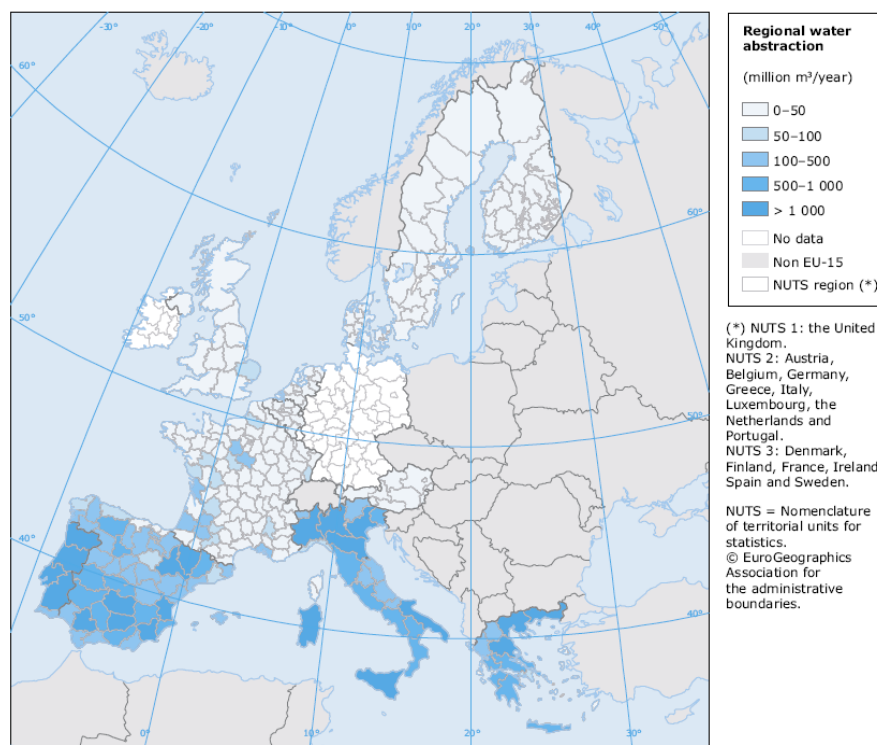 -30°
-20°
-10°
0°
10°
20°
30°
40°
50°
60°
60°
50°
40°
60°
50°
40°
0°
10°
20°
30°
Regional water
abstraction
(million m³/year)
0–50
50–100
100–500
500–1 000
> 1 000
No data
Non EU-15
NUTS region (*)
(*) NUTS 1: the United
Kingdom.
NUTS 2: Austria,
Belgium, Germany,
Greece, Italy,
Luxembourg, the
Netherlands and
Portugal.
NUTS 3: Denmark,
Finland, France, Ireland
Spain and Sweden.
NUTS = Nomenclature
of territorial units for
statistics.
© EuroGeographics
Association for
the administrative
boundaries.